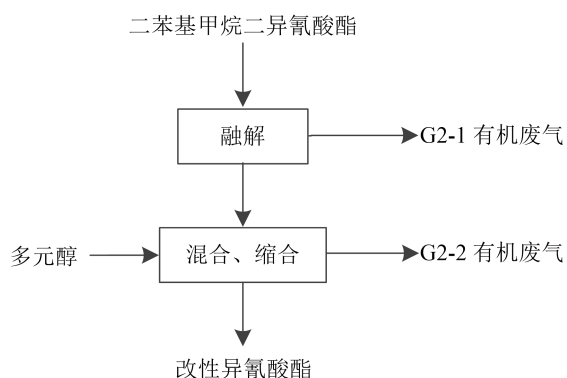 二苯基甲烷二异氰酸酯
融解
G2-1 有机废气
多元醇
混合、缩合
G2-2 有机废气
改性异氰酸酯